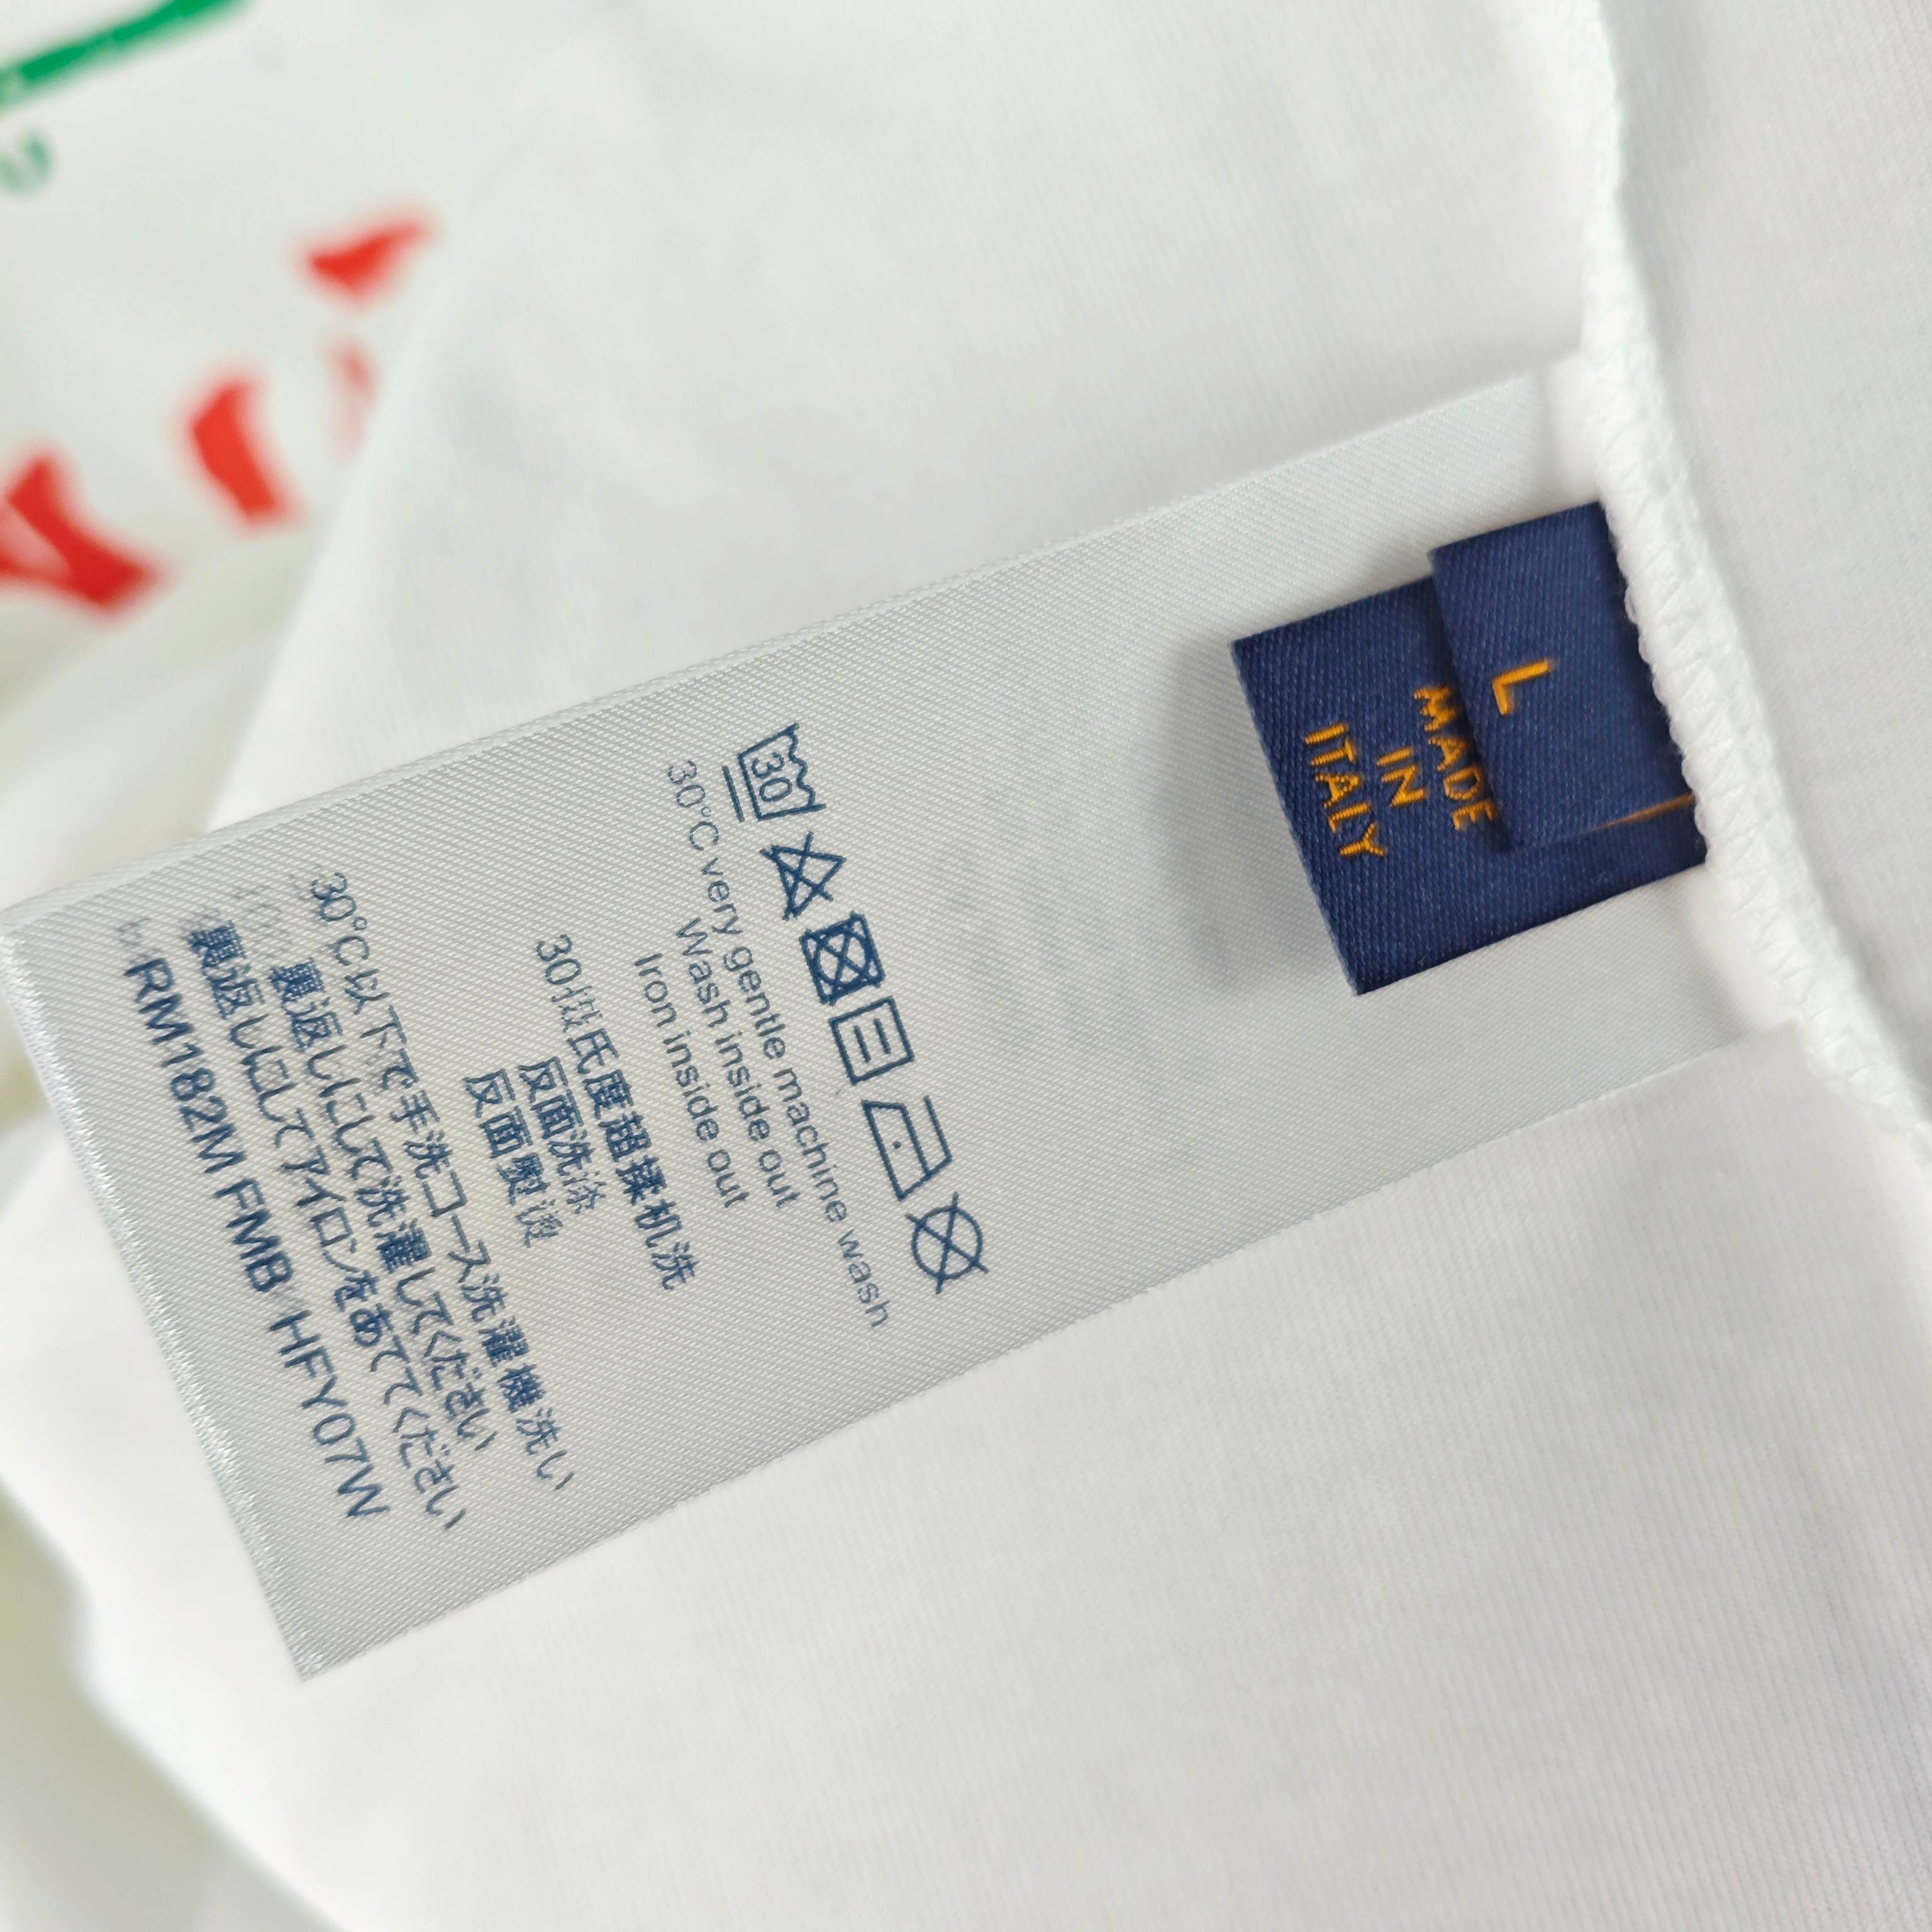 L
MADE
IN
ITALY
30
30°C very gentle machine wash
Wash inside out
Iron inside out
30摄氏度超揉机洗
反面洗涤
反面熨烫
30℃以下で手洗コース洗濯機洗い
裏返しにして洗濯してください
裏返しにしてアイロンをあててください
RM182M FMB HFY07W